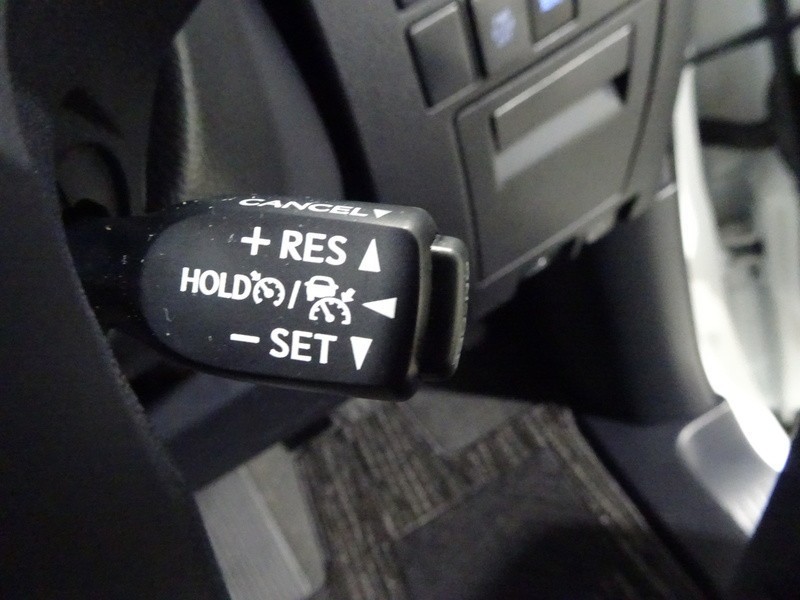 CANCEL▼
+ RES ▲
HOLD / ◀
− SET ▼